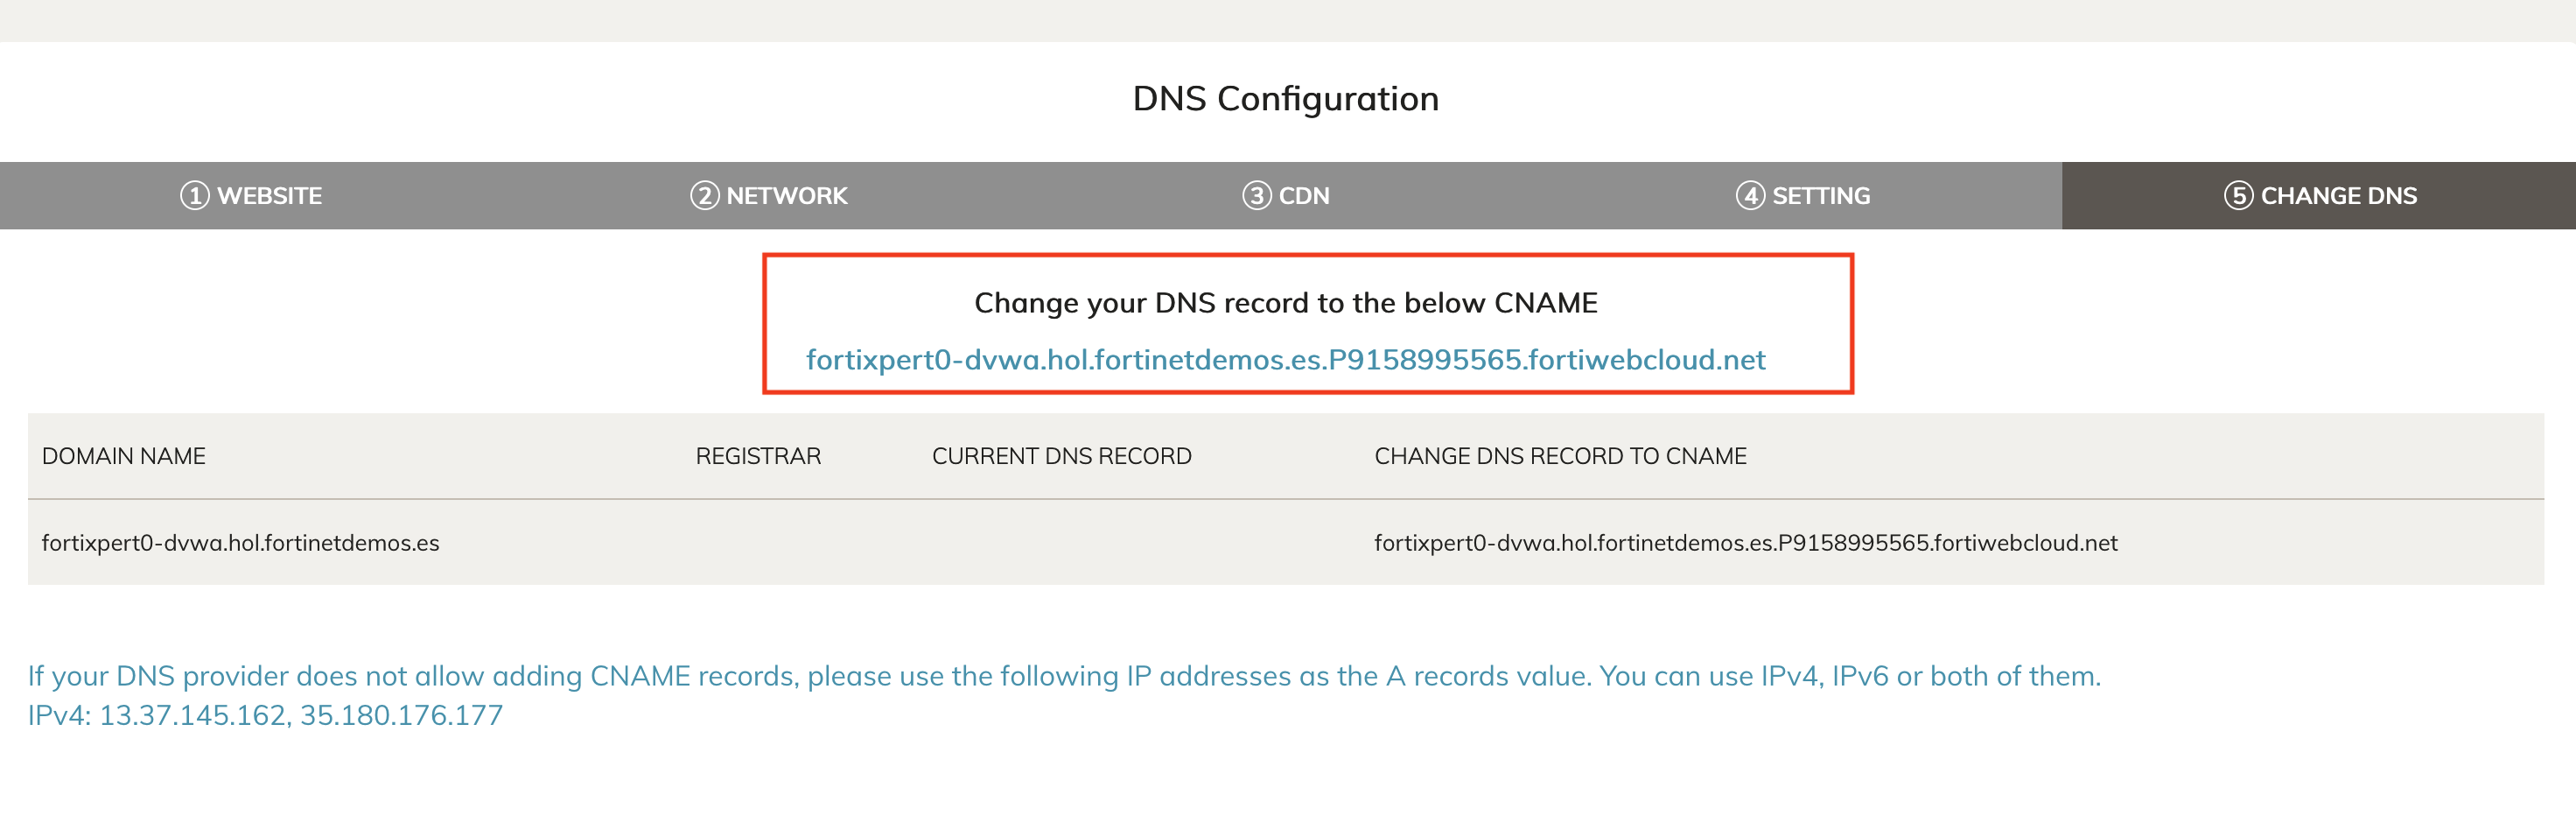 DNS Configuration
1 WEBSITE
2 NETWORK
3 CDN
4 SETTING
5 CHANGE DNS
Change your DNS record to the below CNAME
fortixpert0-dvwa.hol.fortinetdemos.es.P9158995565.fortiwebcloud.net
DOMAIN NAME REGISTRAR CURRENT DNS RECORD CHANGE DNS RECORD TO CNAME
fortixpert0-dvwa.hol.fortinetdemos.es fortixpert0-dvwa.hol.fortinetdemos.es.P9158995565.fortiwebcloud.net
If your DNS provider does not allow adding CNAME records, please use the following IP addresses as the A records value. You can use IPv4, IPv6 or both of them.
IPv4: 13.37.145.162, 35.180.176.177